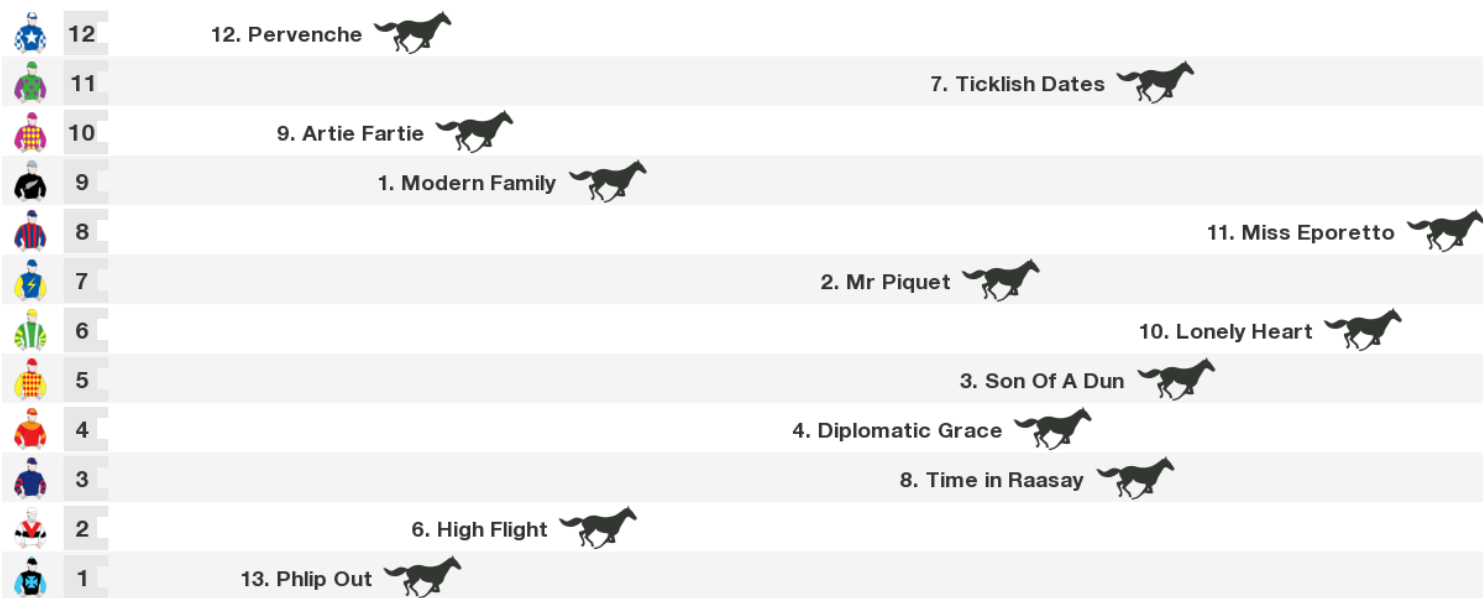 12 12. Pervenche
11 7. Ticklish Dates
10 9. Artie Fartie
9 1. Modern Family
8 11. Miss Eporetto
7 2. Mr Piquet
6 10. Lonely Heart
5 3. Son Of A Dun
4 4. Diplomatic Grace
3 8. Time in Raasay
2 6. High Flight
1 13. Phlip Out